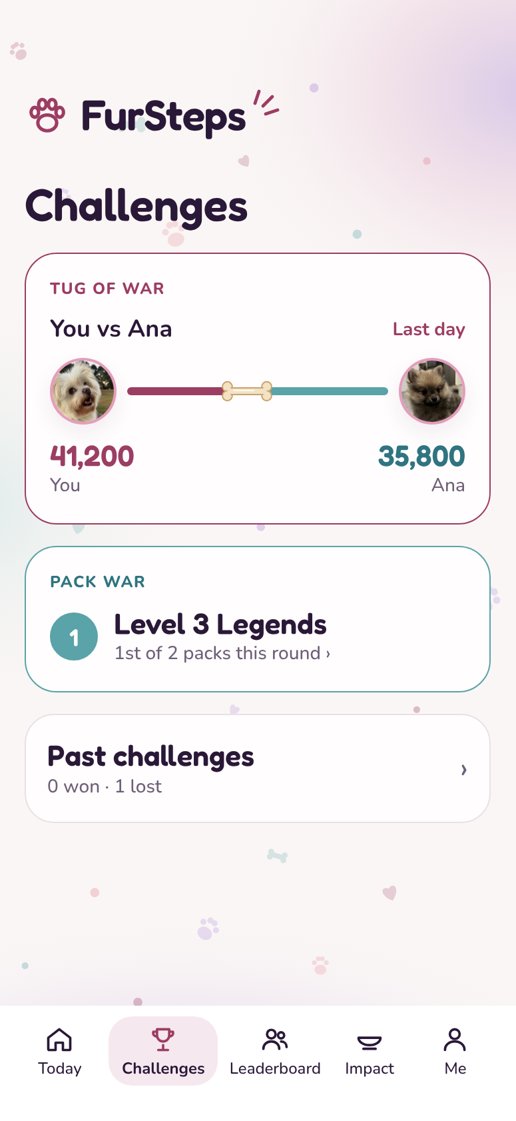 FurSteps
Challenges
TUG OF WAR
You vs Ana
Last day
41,200
35,800
You
Ana
PACK WAR
1
Level 3 Legends
1st of 2 packs this round ›
Past challenges
0 won · 1 lost
›
Today
Challenges
Leaderboard
Impact
Me